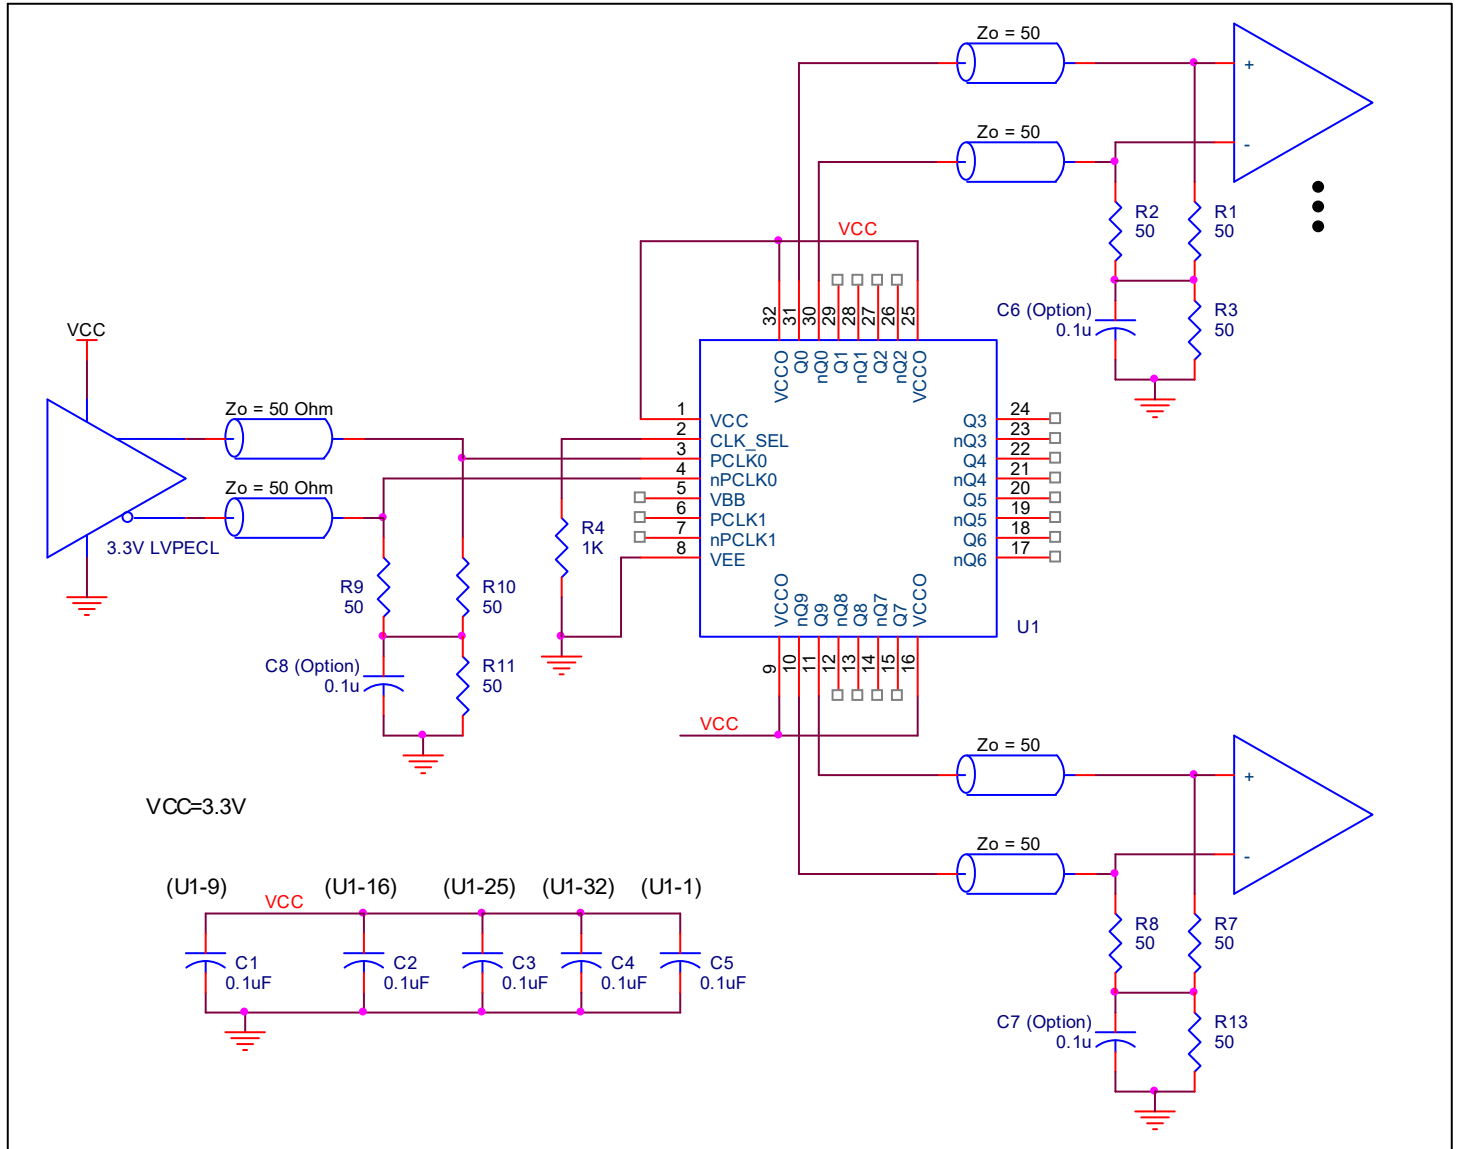 Zo = 50
+
Zo = 50
-
R2
50
R1
50
VCC
C6 (Option)
0.1u
R3
50
32
31
30
29
28
27
26
25
VCCO
Q0
nQ0
Q1
nQ1
Q2
nQ2
VCCO
VCC
Zo = 50 Ohm
Zo = 50 Ohm
3.3V LVPECL
1
VCC
2
CLK_SEL
3
PCLK0
4
nPCLK0
5
VBB
6
PCLK1
7
nPCLK1
8
VEE
Q3
24
nQ3
23
Q4
22
nQ4
21
Q5
20
nQ5
19
Q6
18
nQ6
17
R4
1K
R9
50
R10
50
C8 (Option)
0.1u
R11
50
VCCO
nQ9
Q9
nQ8
Q8
nQ7
Q7
VCCO
U1
9
10
11
12
13
14
15
16
VCC
Zo = 50
+
Zo = 50
-
R8
50
R7
50
C7 (Option)
0.1u
R13
50
VCC=3.3V
(U1-9)
(U1-16)
(U1-25)
(U1-32)
(U1-1)
VCC
C1
0.1uF
C2
0.1uF
C3
0.1uF
C4
0.1uF
C5
0.1uF